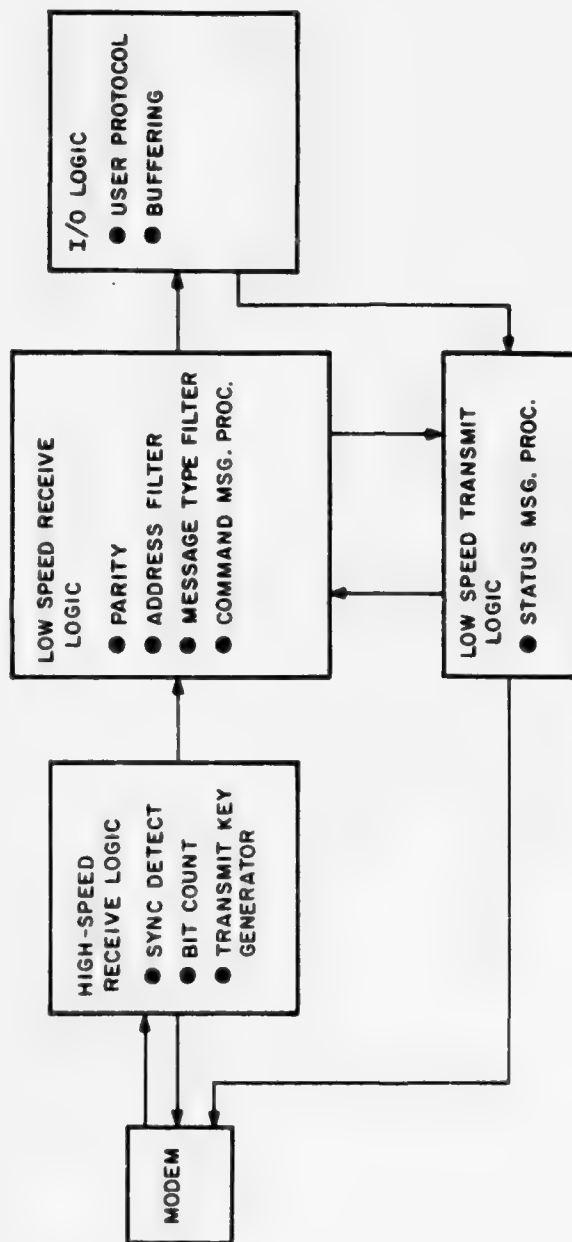 MODEM
HIGH-SPEED
RECEIVE LOGIC
● SYNC DETECT
● BIT COUNT
● TRANSMIT KEY
GENERATOR
LOW SPEED RECEIVE
LOGIC
● PARITY
● ADDRESS FILTER
● MESSAGE TYPE FILTER
● COMMAND MSG. PROC.
I/O LOGIC
● USER PROTOCOL
● BUFFERING
LOW SPEED TRANSMIT
LOGIC
● STATUS MSG. PROC.